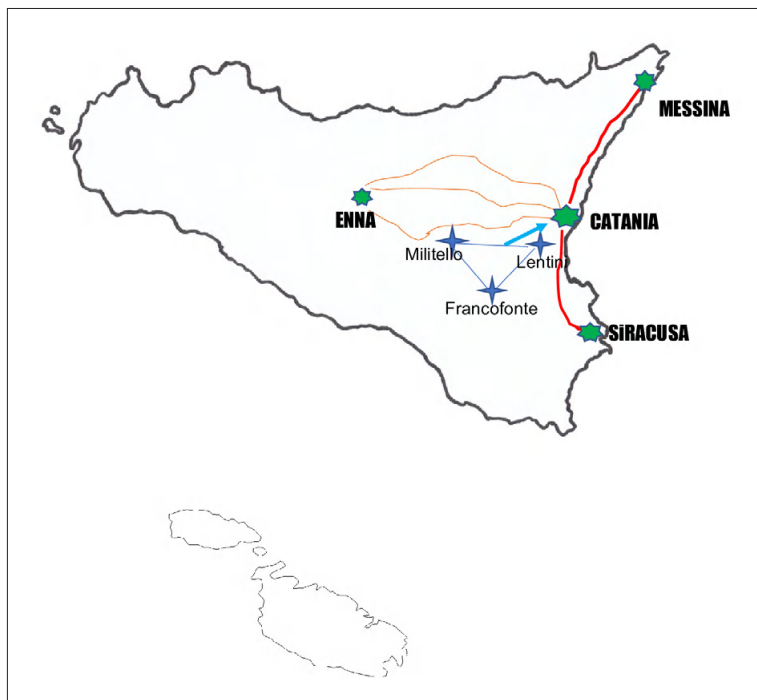 MESSINA
ENNA
CATANIA
Militello
Lentini
Francofonte
SiRACUSA